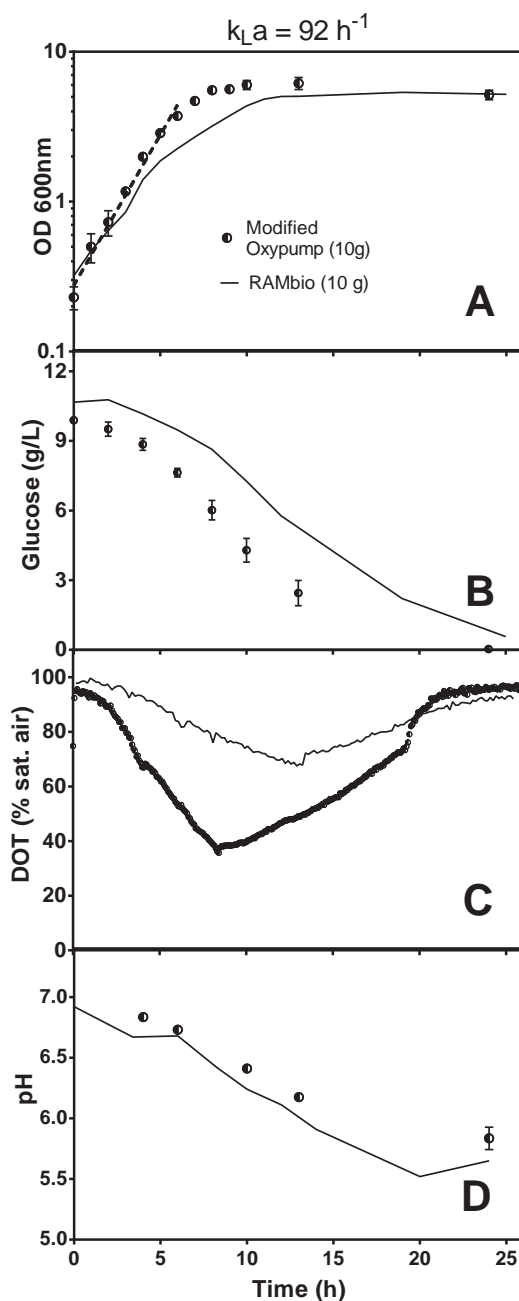 kLa = 92 h-1
10
1
0.1
OD 600nm
Modified
Oxypump (10g)
RAMbio (10 g)
A
12
9
6
3
0
Glucose (g/L)
B
100
80
60
40
20
0
DOT (% sat. air)
C
7.0
6.5
6.0
5.5
5.0
pH
D
0 5 10 15 20 25
Time (h)